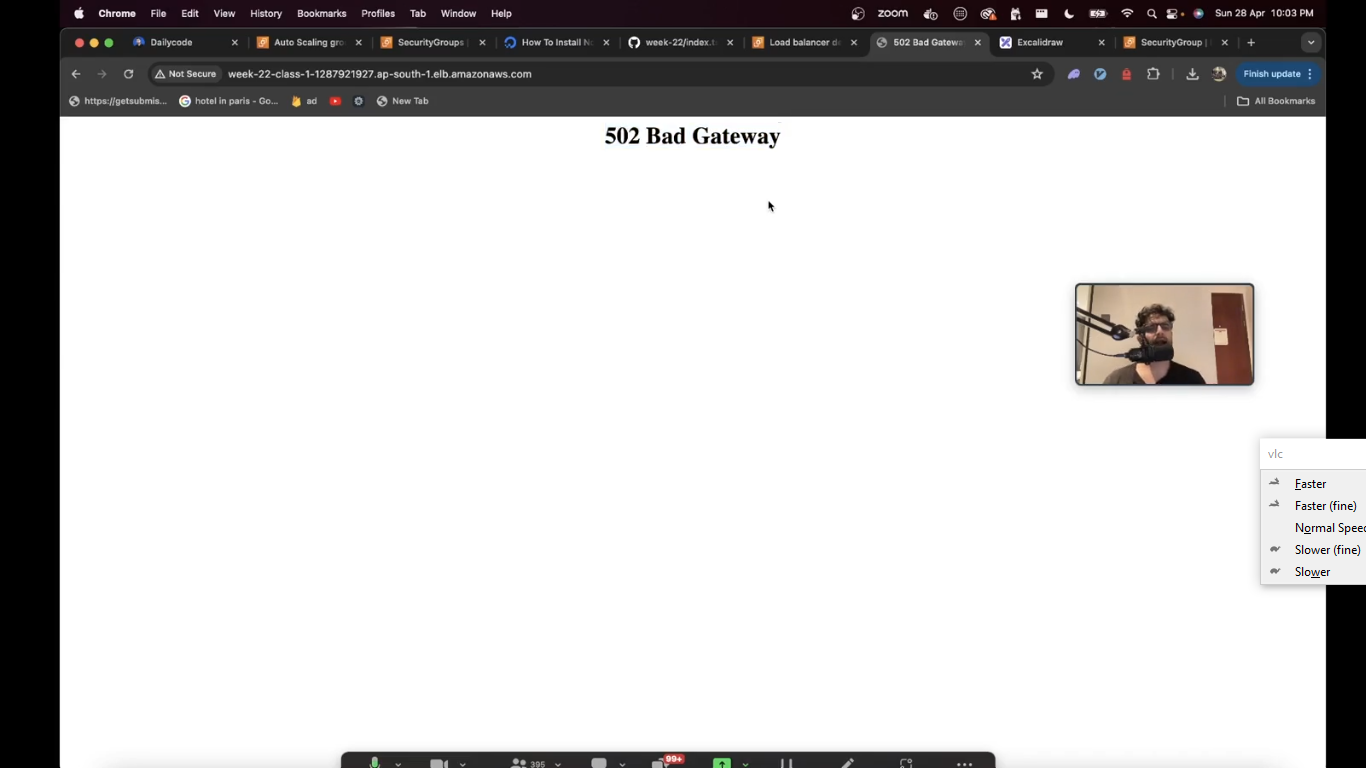 Chrome File Edit View History Bookmarks Profiles Tab Window Help zoom Sun 28 Apr 10:03 PM
Dailycode Auto Scaling gro SecurityGroups How To Install No week-22/index.t Load balancer de 502 Bad Gatewa Excalidraw SecurityGroup |
Not Secure week-22-class-1-1287921927.ap-south-1.elb.amazonaws.com Finish update
https://getsubmis... hotel in paris - Go... ad New Tab All Bookmarks
502 Bad Gateway
vlc
Faster
Faster (fine)
Normal Speed
Slower (fine)
Slower
395 99+